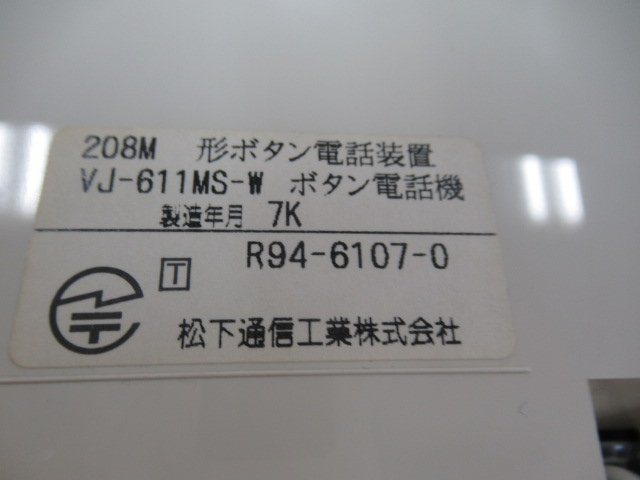 208M 形ボタン電話装置
VJ-611MS-W ボタン電話機
製造年月 7K
T R94-6107-0
松下通信工業株式会社